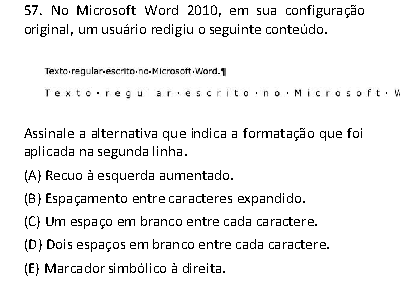 57. No Microsoft Word 2010, em sua configuração
original, um usuário redigiu o seguinte conteúdo.
Texto·regular·escrito·no·Microsoft·Word.¶
T e x t o · r e g u l a r · e s c r i t o · n o · M i c r o s o f t · W
Assinale a alternativa que indica a formatação que foi
aplicada na segunda linha.
(A) Recuo à esquerda aumentado.
(B) Espaçamento entre caracteres expandido.
(C) Um espaço em branco entre cada caractere.
(D) Dois espaços em branco entre cada caractere.
(E) Marcador simbólico à direita.